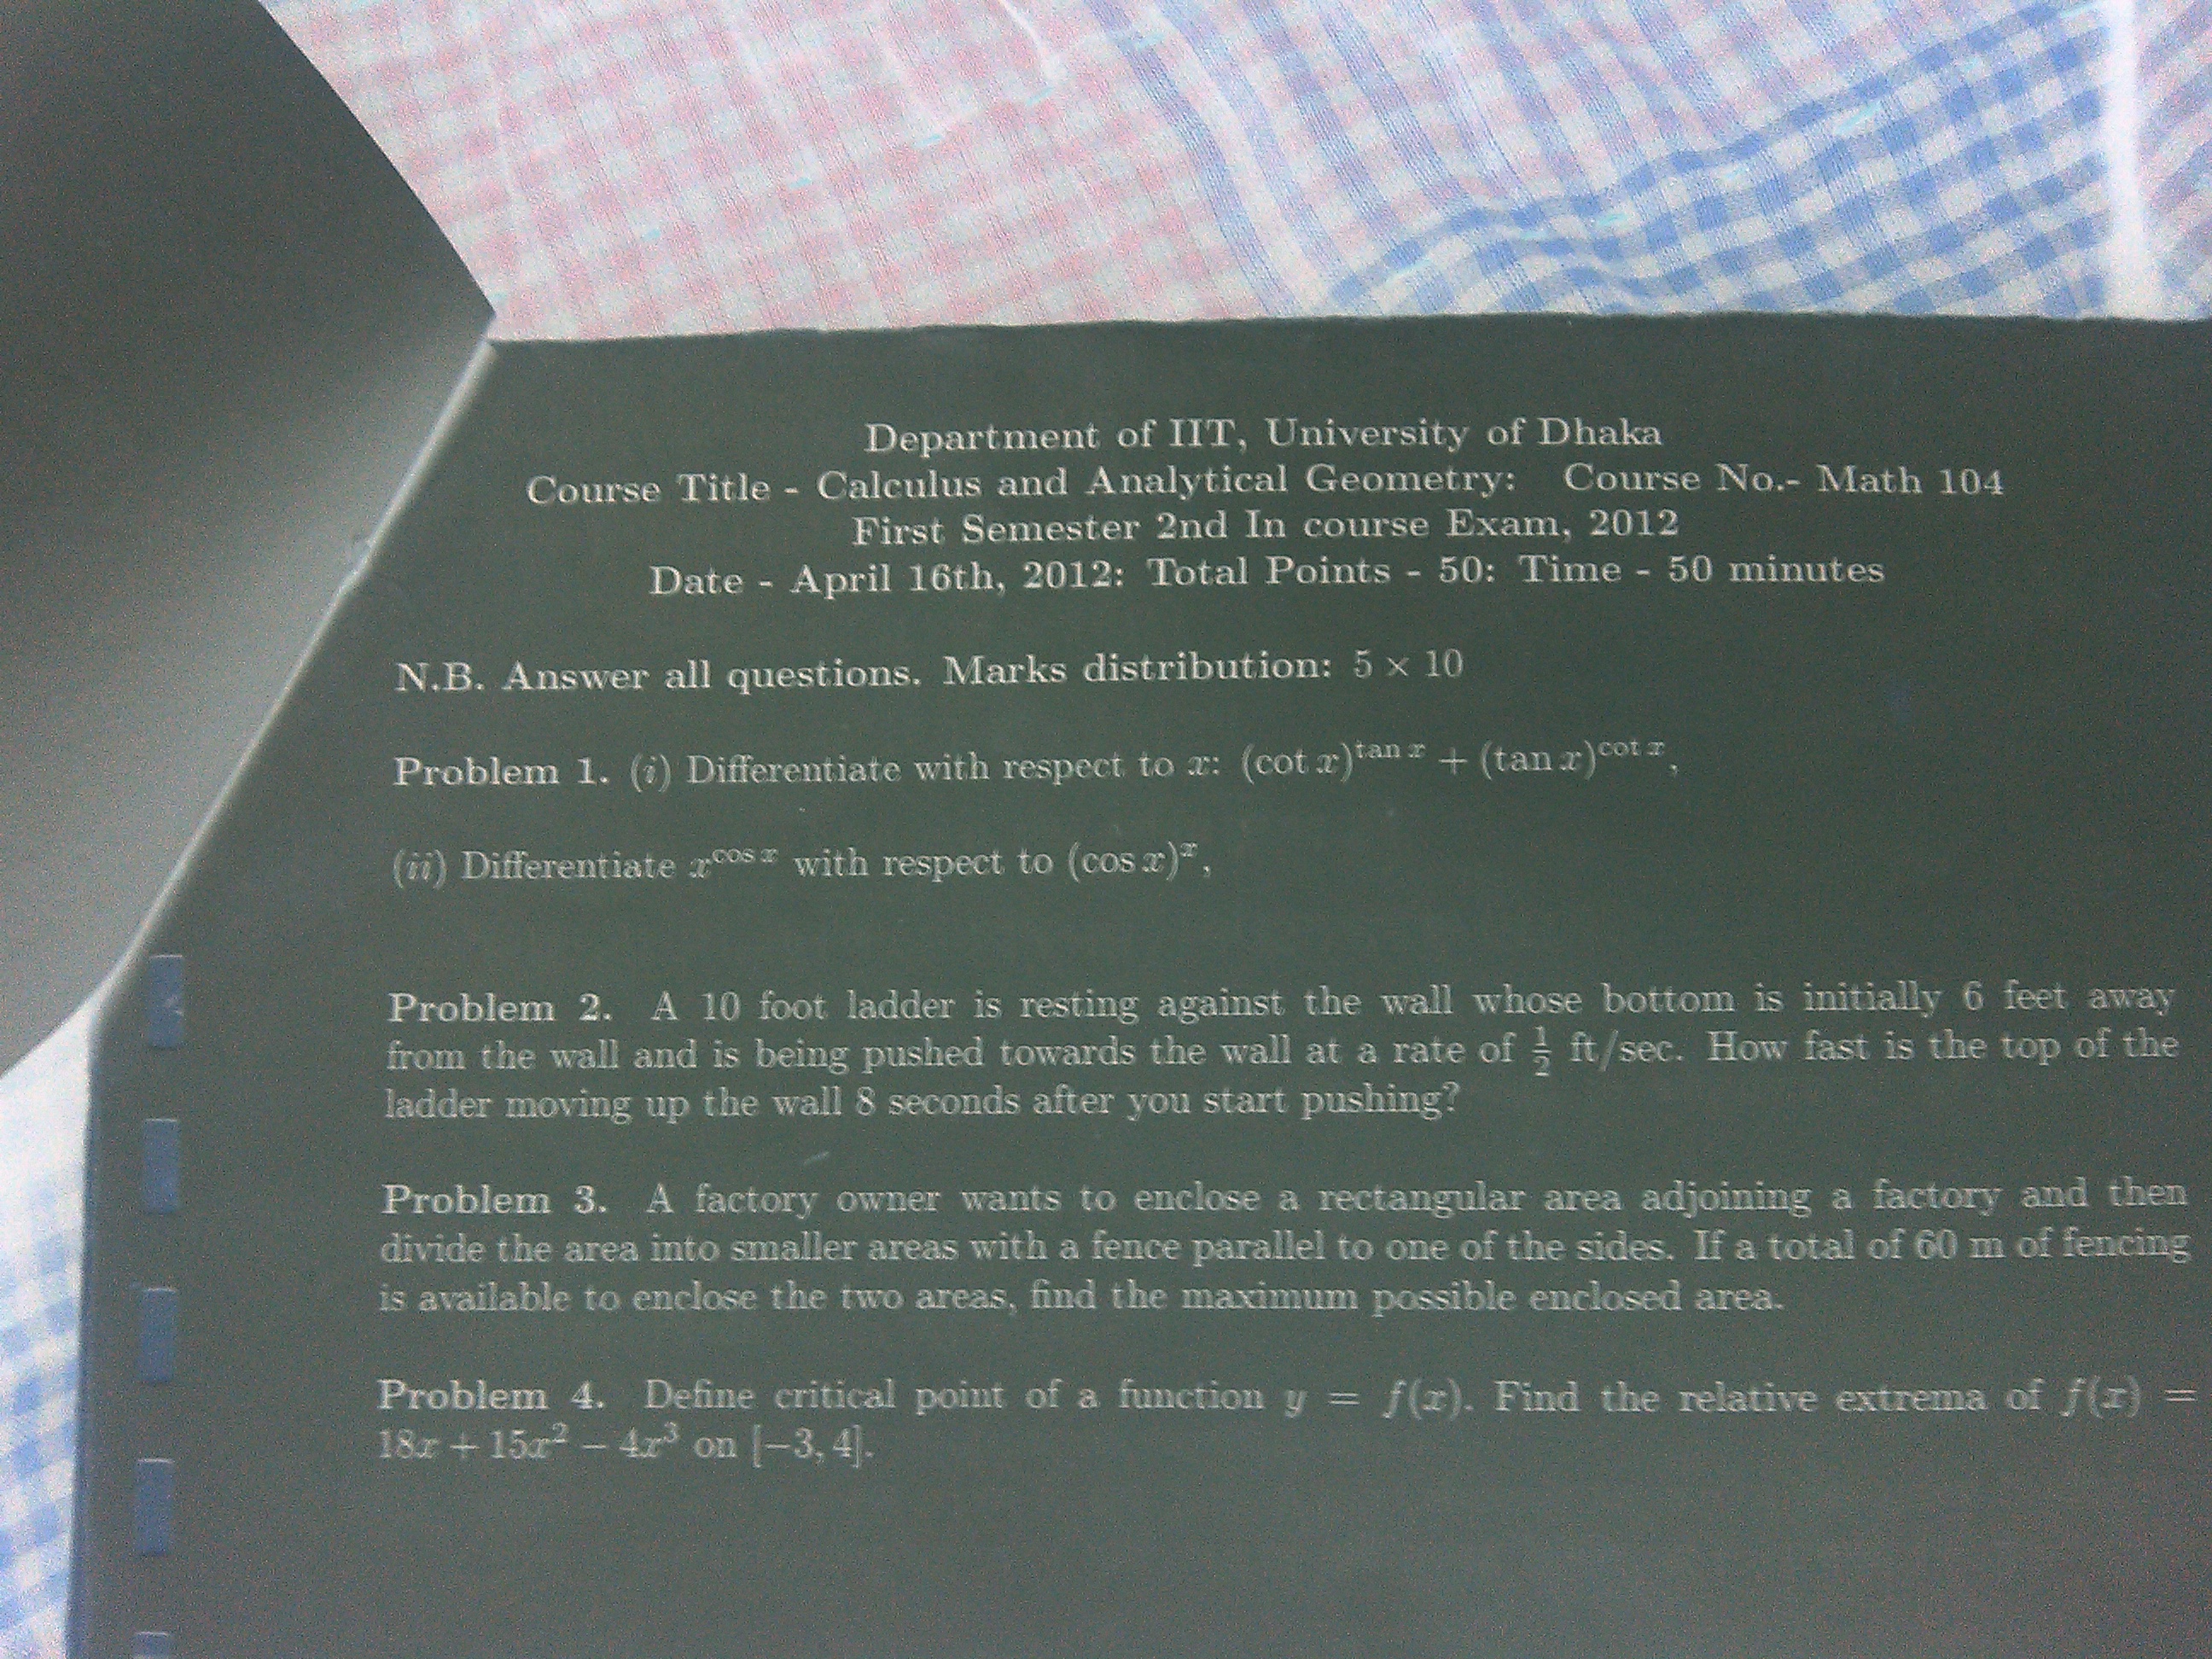 Department of IIT, University of Dhaka
Course Title - Calculus and Analytical Geometry: Course No.- Math 104
First Semester 2nd In course Exam, 2012
Date - April 16th, 2012: Total Points - 50: Time - 50 minutes
N.B. Answer all questions. Marks distribution: 5 × 10
Problem 1. (i) Differentiate with respect to x: (cot x)^{tan x} + (tan x)^{cot x},
(ii) Differentiate x^{cos x} with respect to (cos x)^x,
Problem 2. A 10 foot ladder is resting against the wall whose bottom is initially 6 feet away
from the wall and is being pushed towards the wall at a rate of 1/2 ft/sec. How fast is the top of the
ladder moving up the wall 8 seconds after you start pushing?
Problem 3. A factory owner wants to enclose a rectangular area adjoining a factory and then
divide the area into smaller areas with a fence parallel to one of the sides. If a total of 60 m of fencing
is available to enclose the two areas, find the maximum possible enclosed area.
Problem 4. Define critical point of a function y = f(x). Find the relative extrema of f(x) =
18x + 15x² − 4x³ on [−3, 4].